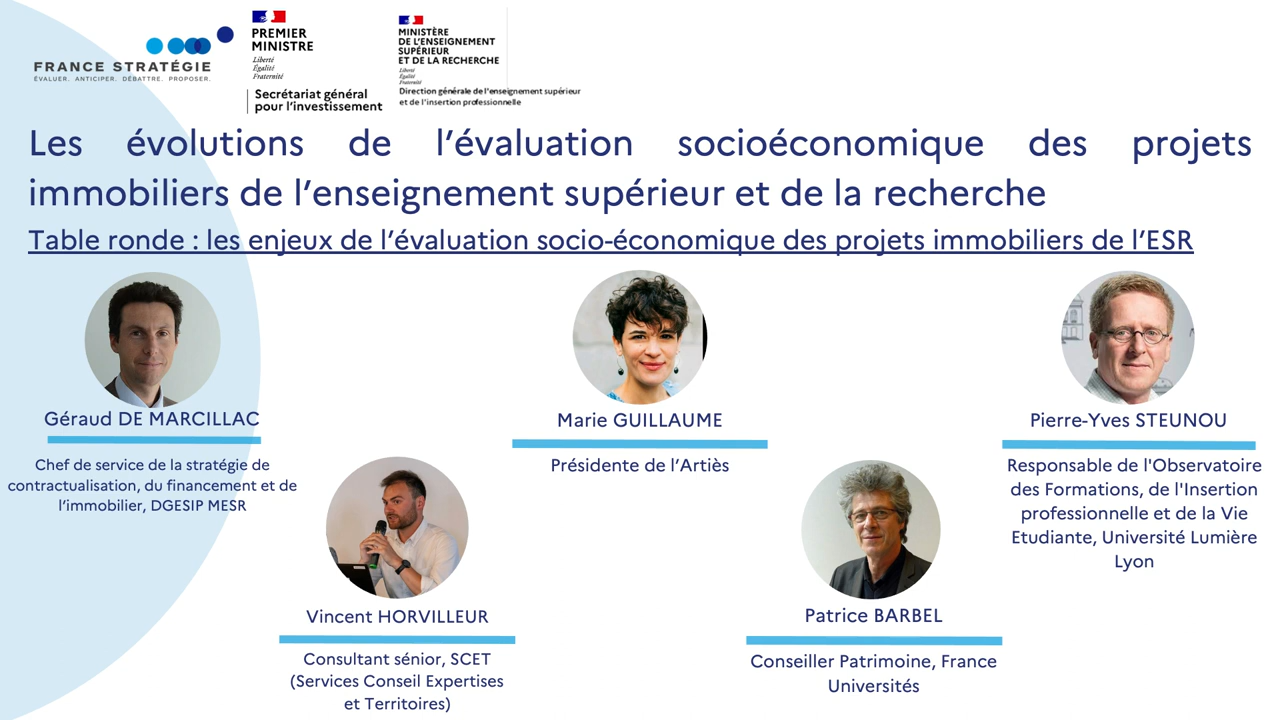 FRANCE STRATÉGIE
ÉVALUER. ANTICIPER. DÉBATTRE. PROPOSER.
PREMIER
MINISTRE
Liberté
Égalité
Fraternité
Secrétariat général
pour l'investissement
MINISTÈRE
DE L'ENSEIGNEMENT
SUPÉRIEUR
ET DE LA RECHERCHE
Liberté
Égalité
Fraternité
Direction générale de l'enseignement supérieur
et de l'insertion professionnelle
Les évolutions de l'évaluation socioéconomique des projets
immobiliers de l'enseignement supérieur et de la recherche
Table ronde : les enjeux de l'évaluation socio-économique des projets immobiliers de l'ESR
Géraud DE MARCILLAC
Chef de service de la stratégie de
contractualisation, du financement et de
l'immobilier, DGESIP MESR
Vincent HORVILLEUR
Consultant sénior, SCET
(Services Conseil Expertises
et Territoires)
Marie GUILLAUME
Présidente de l'Artiès
Patrice BARBEL
Conseiller Patrimoine, France
Universités
Pierre-Yves STEUNOU
Responsable de l'Observatoire
des Formations, de l'Insertion
professionnelle et de la Vie
Etudiante, Université Lumière
Lyon